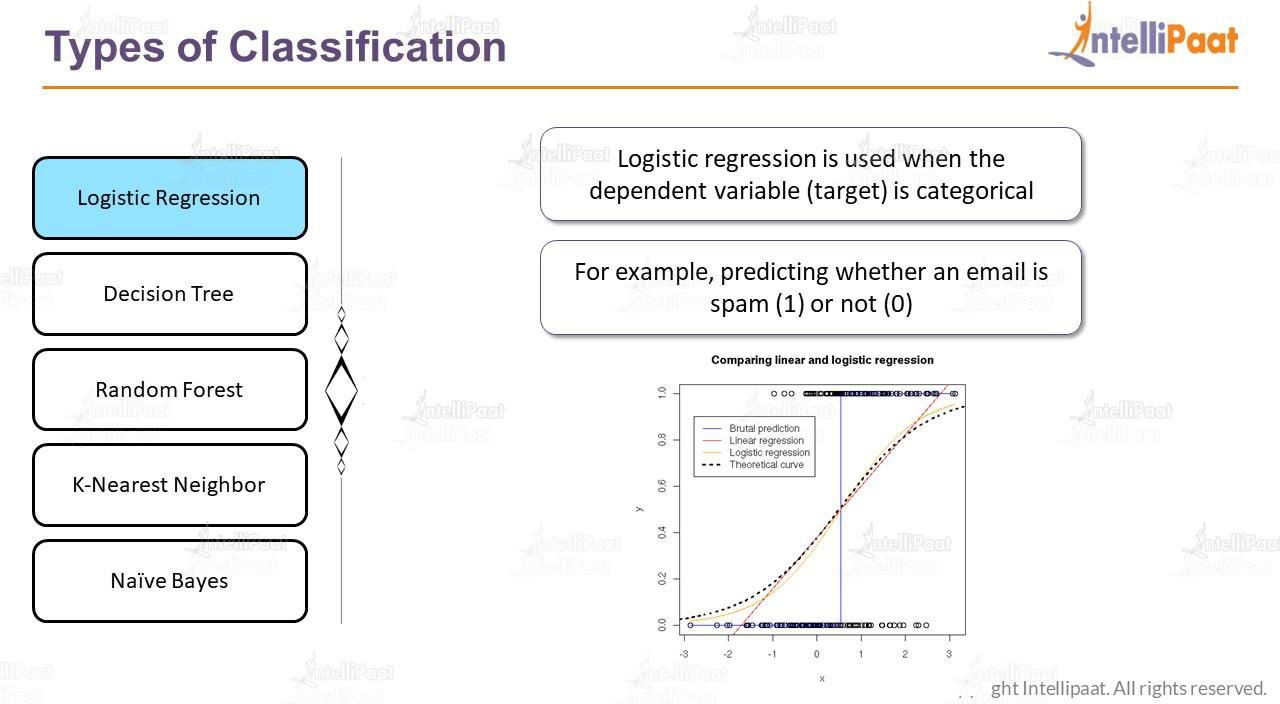 Types of Classification
IntelliPaat
Logistic Regression
Decision Tree
Random Forest
K-Nearest Neighbor
Naïve Bayes
Logistic regression is used when the
dependent variable (target) is categorical
For example, predicting whether an email is
spam (1) or not (0)
Comparing linear and logistic regression
Brutal prediction
Linear regression
Logistic regression
Theoretical curve
y
1.0
0.8
0.6
0.4
0.2
0.0
-3 -2 -1 0 1 2 3
x
ght Intellipaat. All rights reserved.